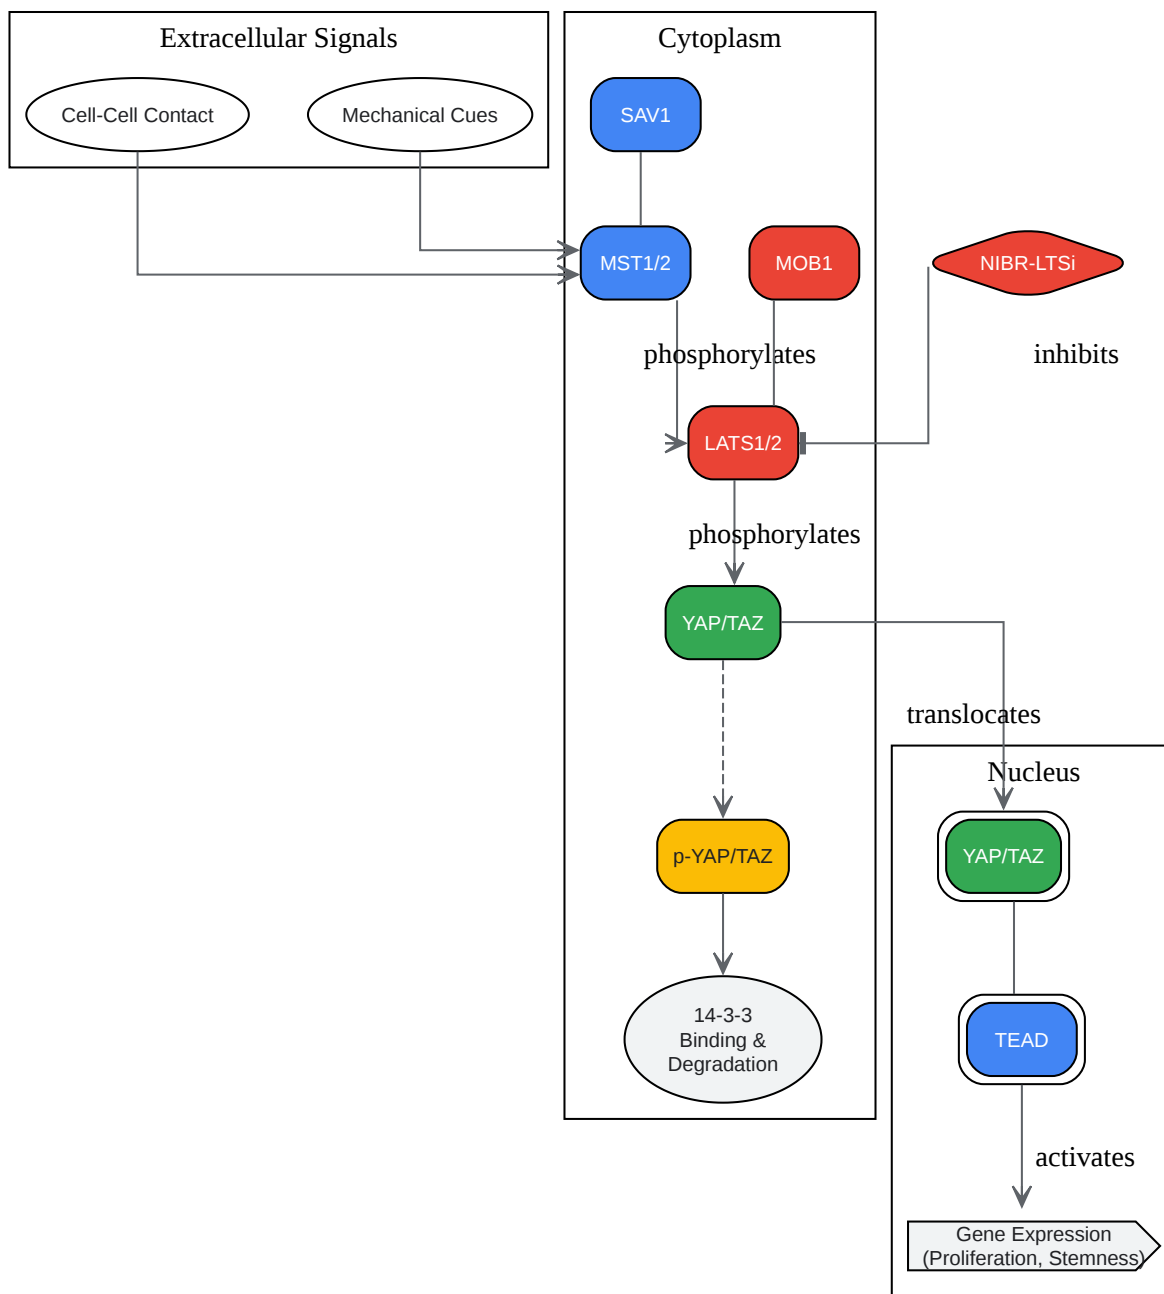 Extracellular Signals
Cytoplasm
Cell-Cell Contact
Mechanical Cues
SAV1
MST1/2
MOB1
NIBR-LTSi
phosphorylates
inhibits
LATS1/2
phosphorylates
YAP/TAZ
translocates
Nucleus
p-YAP/TAZ
YAP/TAZ
14-3-3
Binding &
Degradation
TEAD
activates
Gene Expression
(Proliferation, Stemness)